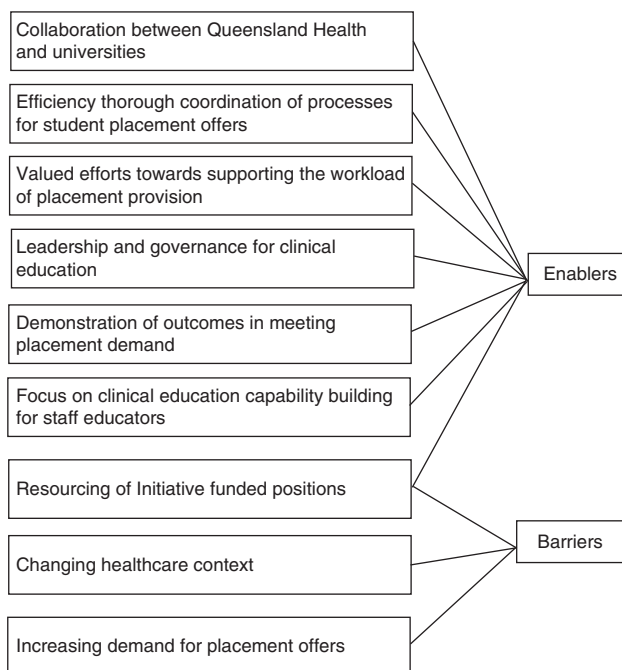 Collaboration between Queensland Health
and universities
Efficiency thorough coordination of processes
for student placement offers
Valued efforts towards supporting the workload
of placement provision
Leadership and governance for clinical
education
Enablers
Demonstration of outcomes in meeting
placement demand
Focus on clinical education capability building
for staff educators
Resourcing of Initiative funded positions
Barriers
Changing healthcare context
Increasing demand for placement offers